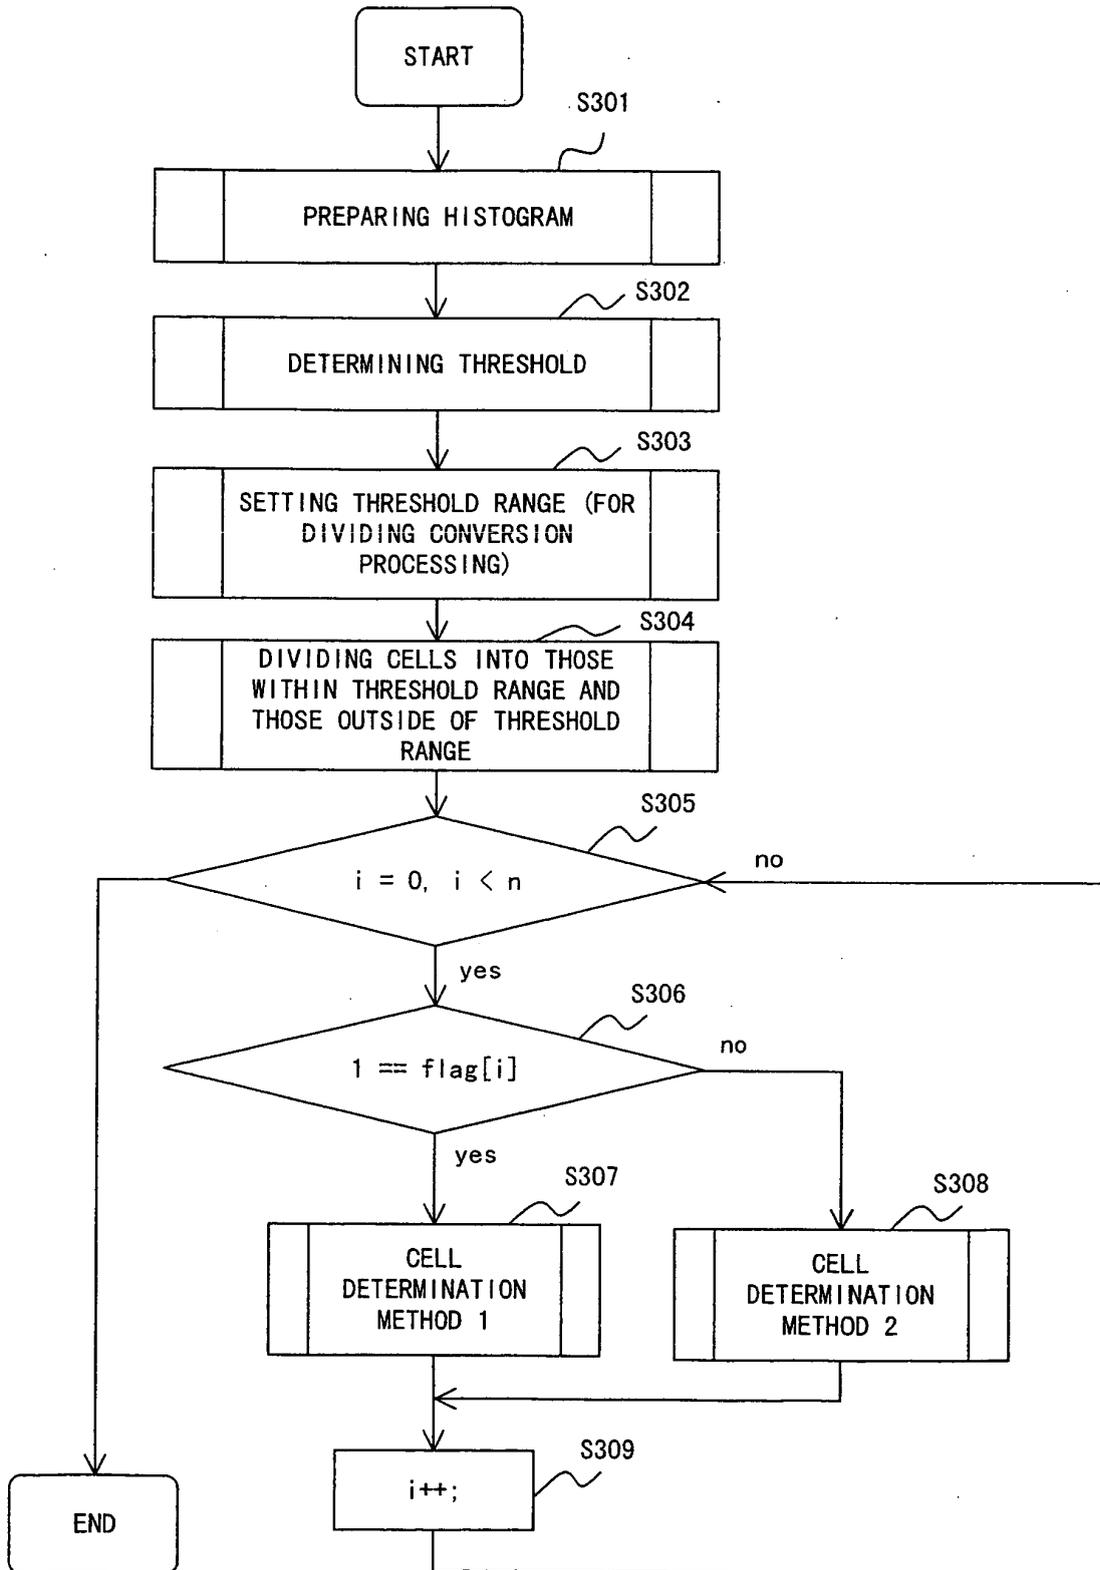 START
S301
PREPARING HISTOGRAM
S302
DETERMINING THRESHOLD
S303
SETTING THRESHOLD RANGE (FOR
DIVIDING CONVERSION
PROCESSING)
S304
DIVIDING CELLS INTO THOSE
WITHIN THRESHOLD RANGE AND
THOSE OUTSIDE OF THRESHOLD
RANGE
S305
i = 0, i < n
no
yes
S306
1 == flag[i]
no
yes
S307
CELL
DETERMINATION
METHOD 1
S308
CELL
DETERMINATION
METHOD 2
S309
i++;
END